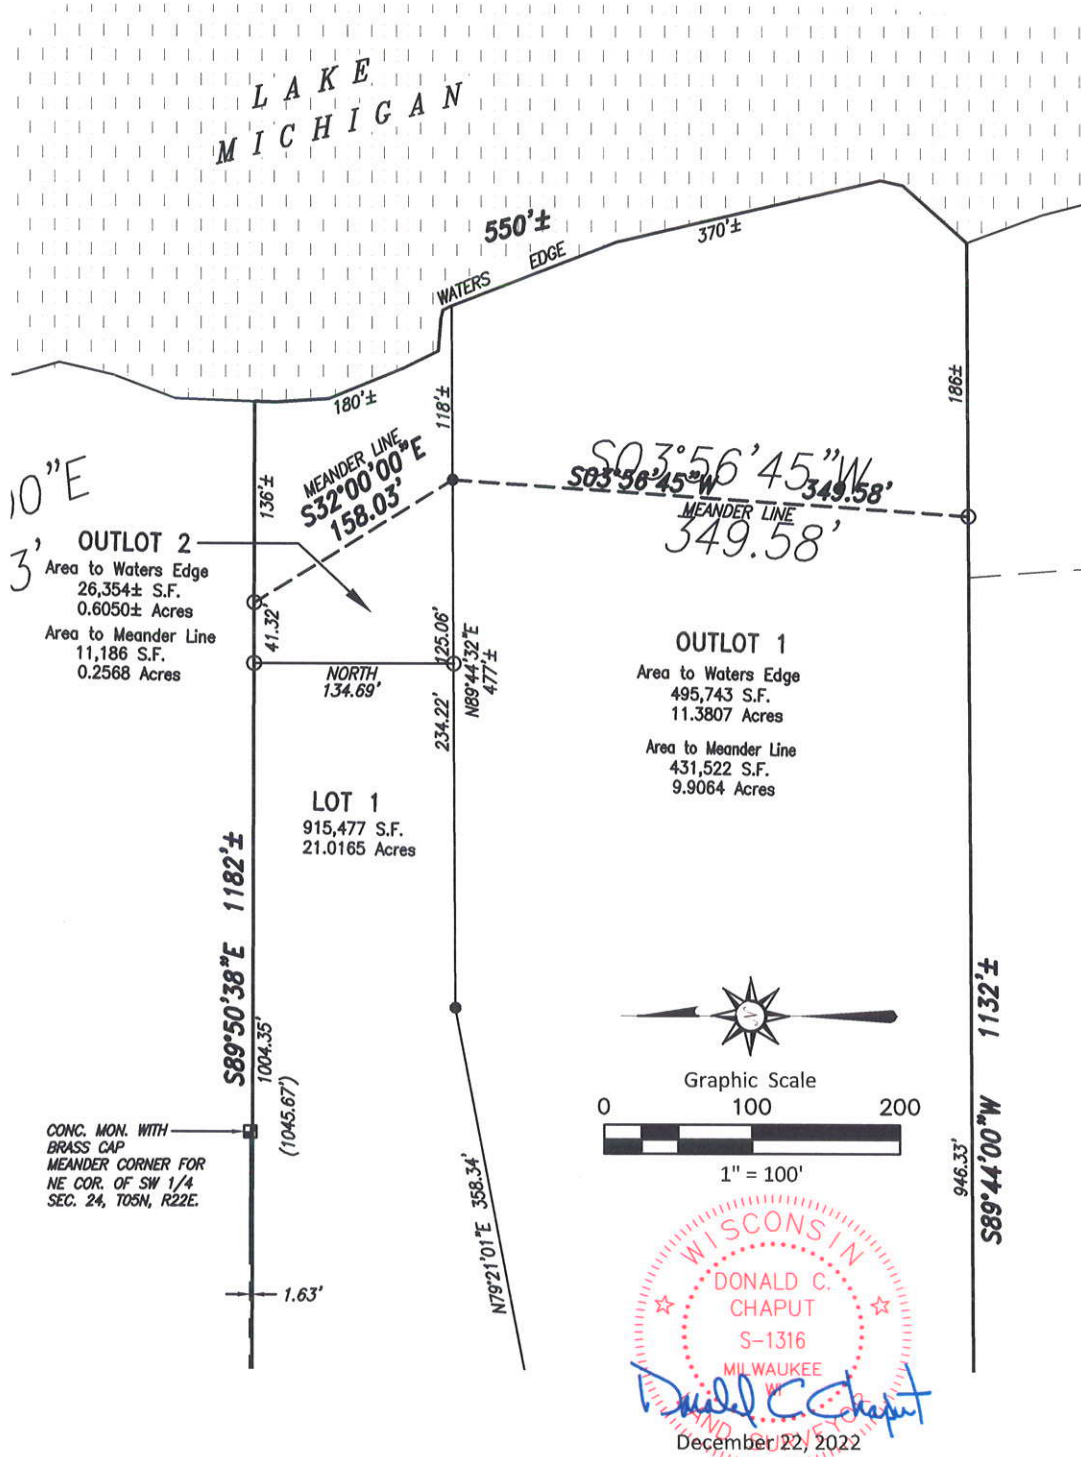 LAKE
MICHIGAN
550'±
WATERS EDGE
370'±
180'±
118'±
186±
136'±
MEANDER LINE
S32°00'00"E
158.03'
S03°56'45"W
349.58'
S03°56'45"W 349.58'
MEANDER LINE
0"E
3'
OUTLOT 2
Area to Waters Edge
26,354± S.F.
0.6050± Acres
Area to Meander Line
11,186 S.F.
0.2568 Acres
41.32'
NORTH
134.69'
125.06'
N89°44'32"E
477'±
234.22'
OUTLOT 1
Area to Waters Edge
495,743 S.F.
11.3807 Acres
Area to Meander Line
431,522 S.F.
9.9064 Acres
LOT 1
915,477 S.F.
21.0165 Acres
S89°50'38"E 1182'±
1004.35'
(1045.67')
CONC. MON. WITH
BRASS CAP
MEANDER CORNER FOR
NE COR. OF SW 1/4
SEC. 24, T05N, R22E.
1.63'
N79°21'01"E 358.34'
N
Graphic Scale
0 100 200
1" = 100'
S89°44'00"W 1132'±
946.33'
WISCONSIN
DONALD C.
CHAPUT
S-1316
MILWAUKEE
WI
LAND SURVEYOR
Donald C Chaput
December 22, 2022